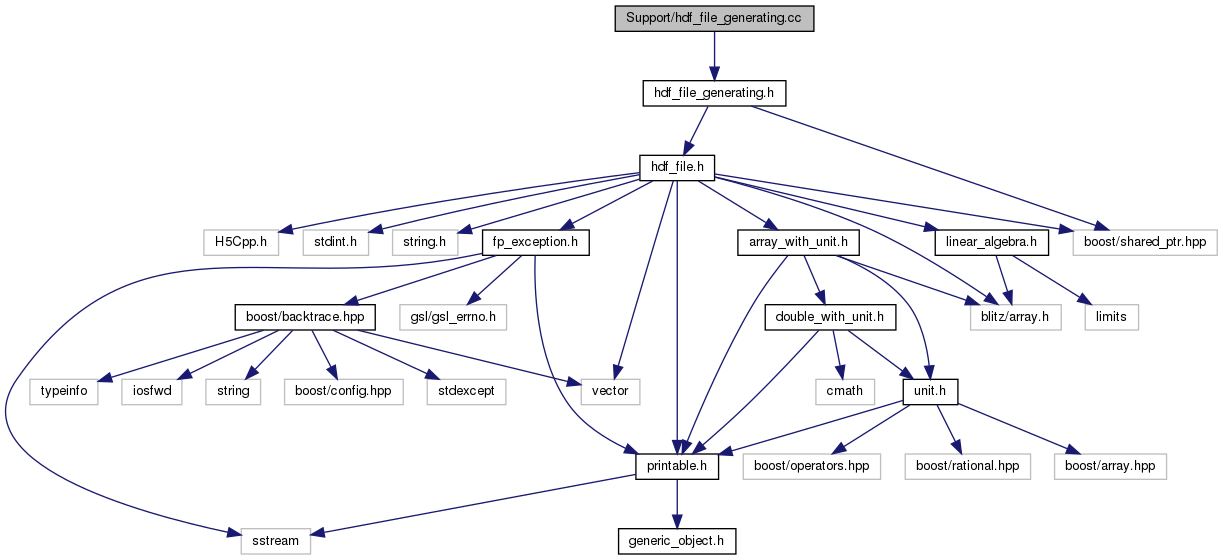 Support/hdf_file_generating.cc
hdf_file_generating.h
hdf_file.h
H5Cpp.h
stdint.h
string.h
fp_exception.h
array_with_unit.h
linear_algebra.h
boost/shared_ptr.hpp
boost/backtrace.hpp
gsl/gsl_errno.h
double_with_unit.h
blitz/array.h
limits
typeinfo
iosfwd
string
boost/config.hpp
stdexcept
vector
cmath
unit.h
printable.h
boost/operators.hpp
boost/rational.hpp
boost/array.hpp
sstream
generic_object.h